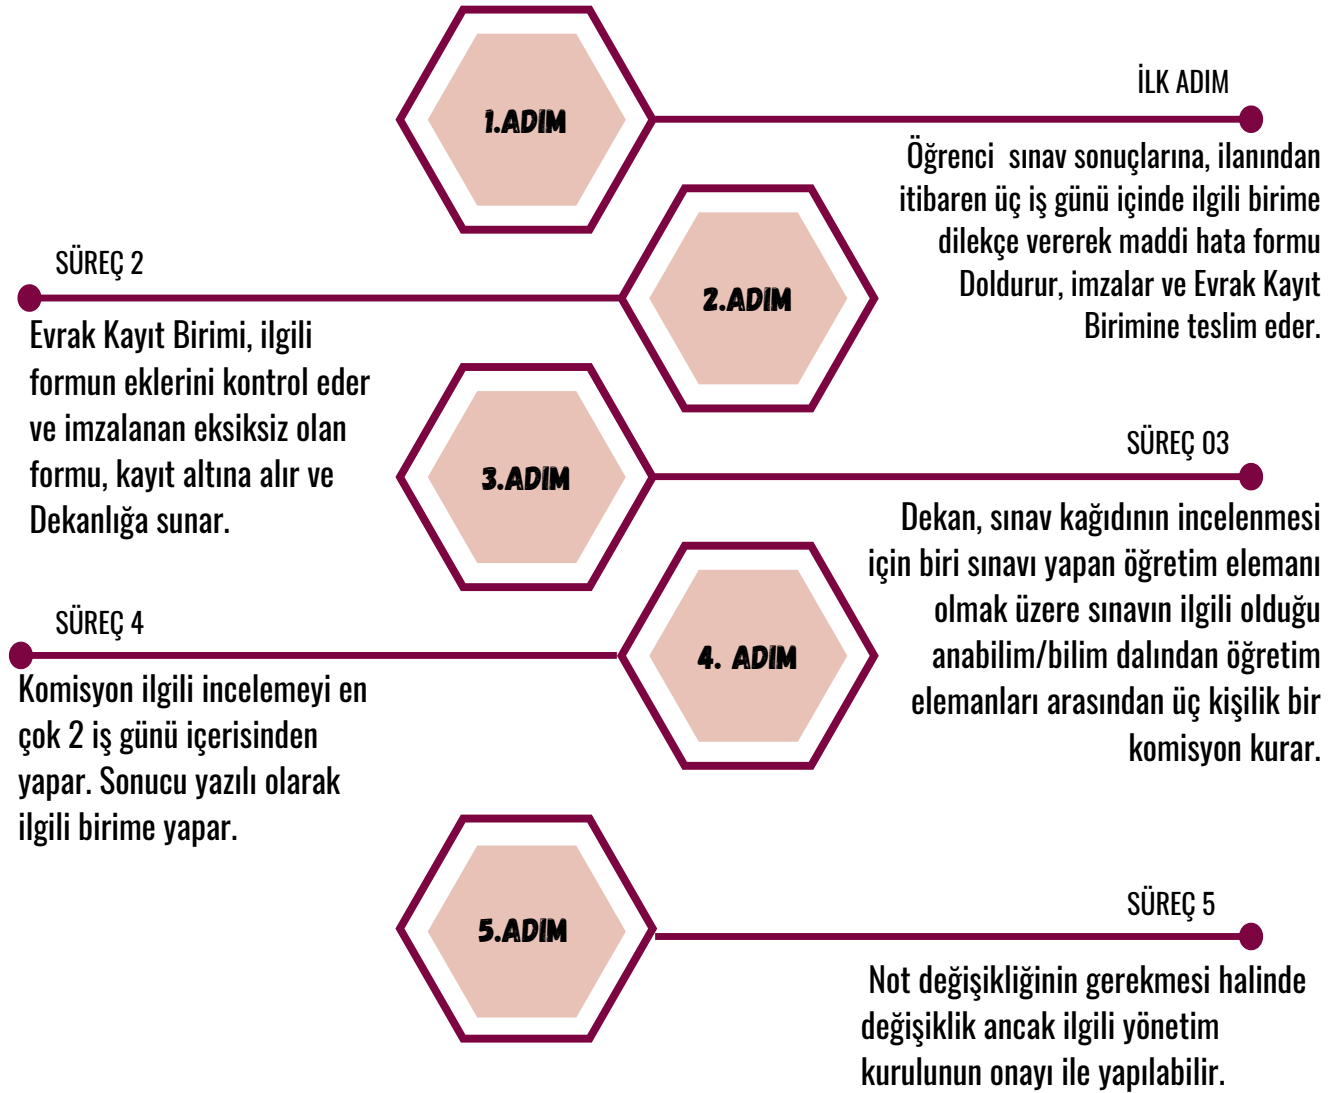 1.ADIM
İLK ADIM
Öğrenci sınav sonuçlarına, ilanından
itibaren üç iş günü içinde ilgili birime
dilekçe vererek maddi hata formu
Doldurur, imzalar ve Evrak Kayıt
Birimine teslim eder.
2.ADIM
SÜREÇ 2
Evrak Kayıt Birimi, ilgili
formun eklerini kontrol eder
ve imzalanan eksiksiz olan
formu, kayıt altına alır ve
Dekanlığa sunar.
3.ADIM
SÜREÇ 03
Dekan, sınav kağıdının incelenmesi
için biri sınavı yapan öğretim elemanı
olmak üzere sınavın ilgili olduğu
anabilim/bilim dalından öğretim
elemanları arasından üç kişilik bir
komisyon kurar.
4. ADIM
SÜREÇ 4
Komisyon ilgili incelemeyi en
çok 2 iş günü içerisinden
yapar. Sonucu yazılı olarak
ilgili birime yapar.
5.ADIM
SÜREÇ 5
Not değişikliğinin gerekmesi halinde
değişiklik ancak ilgili yönetim
kurulunun onayı ile yapılabilir.